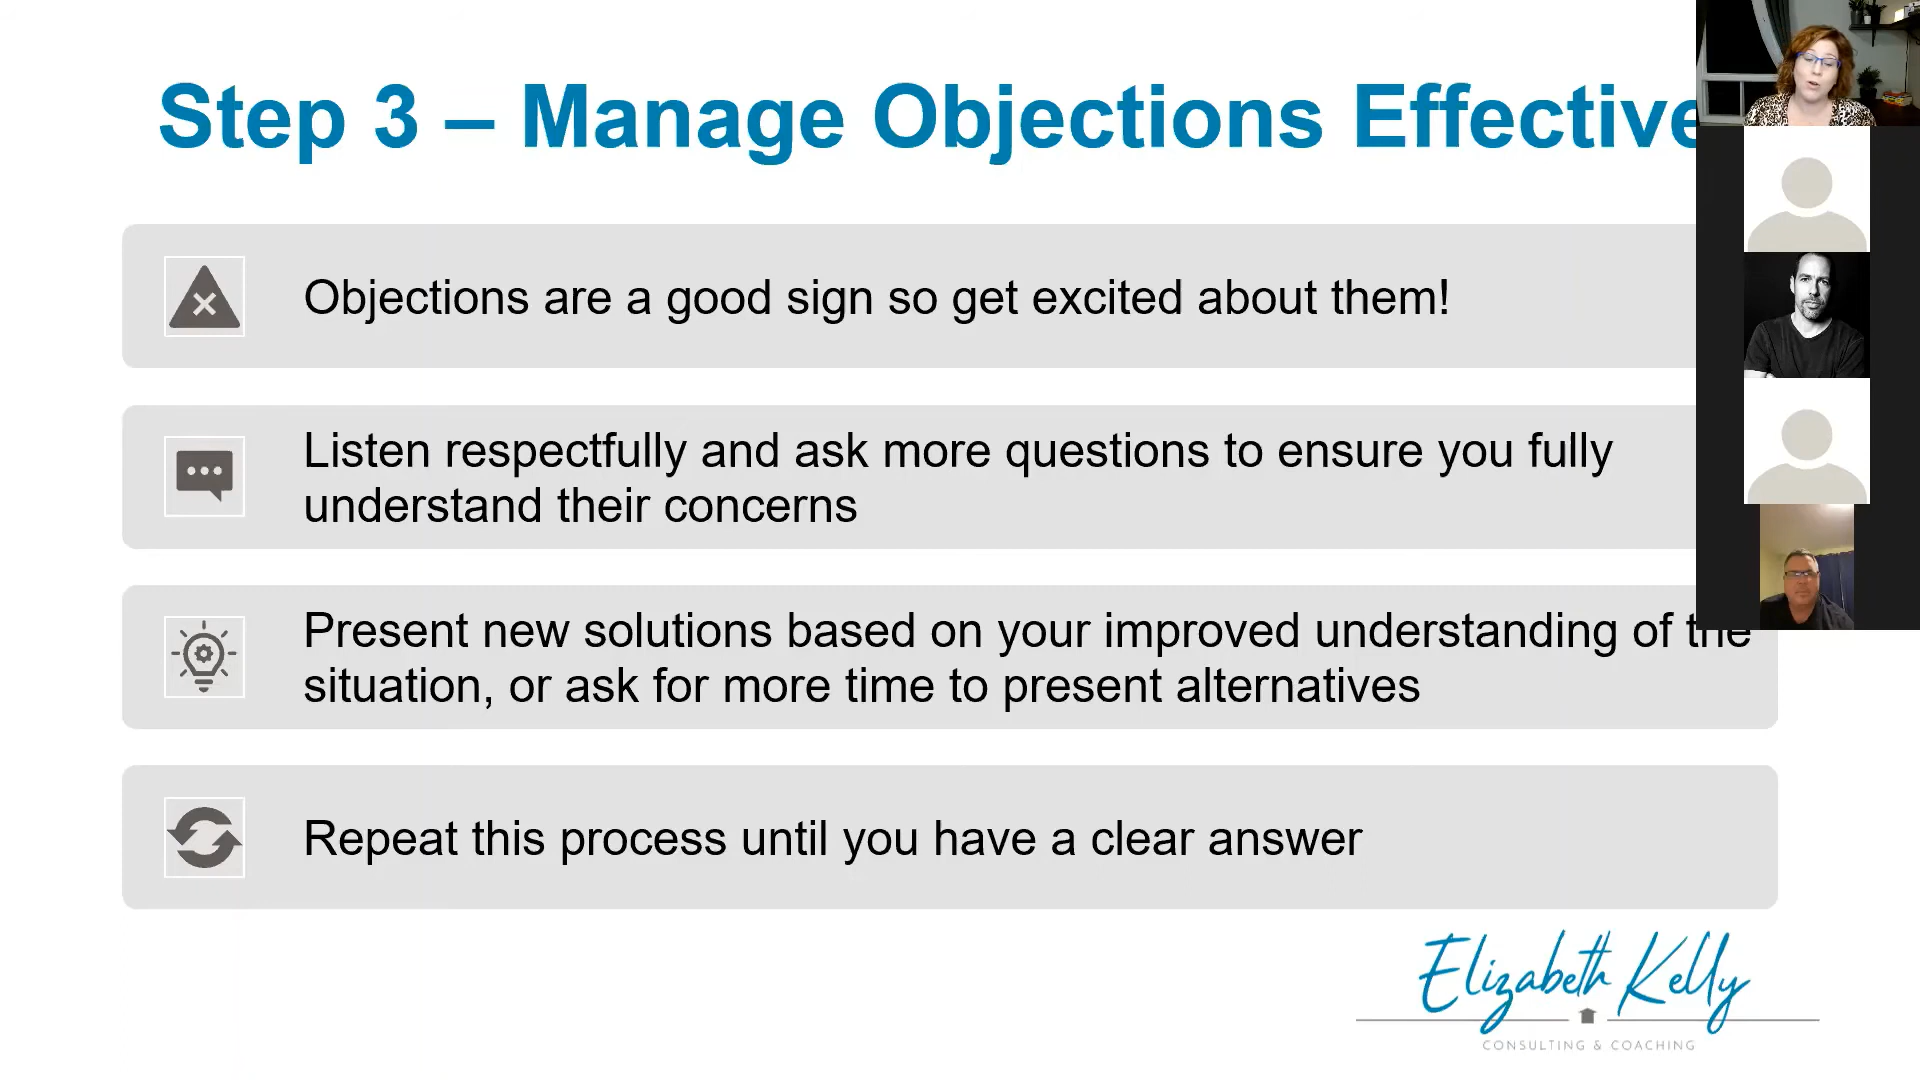 Step 3 – Manage Objections Effective
Objections are a good sign so get excited about them!
Listen respectfully and ask more questions to ensure you fully
understand their concerns
Present new solutions based on your improved understanding of the
situation, or ask for more time to present alternatives
Repeat this process until you have a clear answer
Elizabeth Kelly
CONSULTING & COACHING